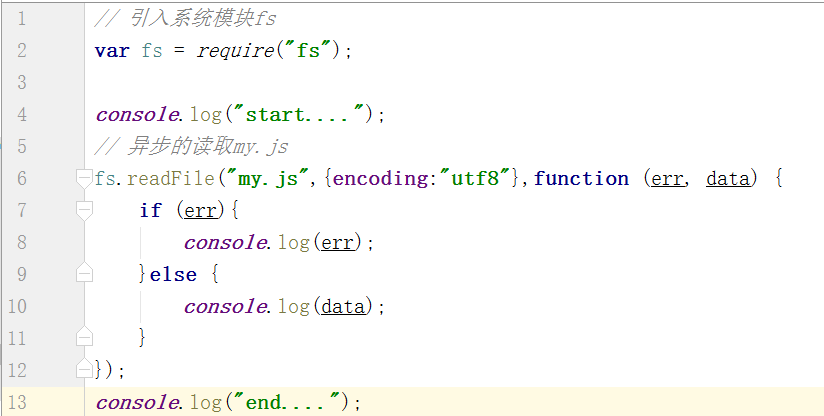 1 // 引入系统模块fs
2 var fs = require("fs");
3
4 console.log("start....");
5 // 异步的读取my.js
6 fs.readFile("my.js",{encoding:"utf8"},function (err, data) {
7     if (err){
8         console.log(err);
9     }else {
10         console.log(data);
11     }
12 });
13 console.log("end....");